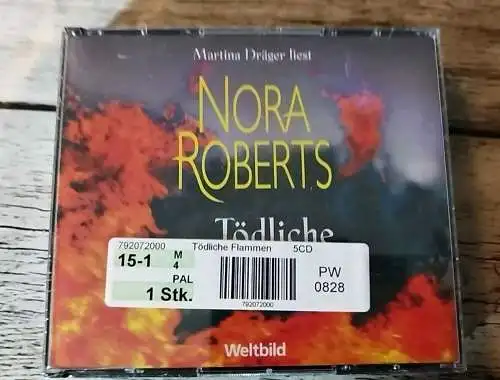 Martina Dräger liest
NORA
ROBERTS
Tödliche
792072000 M Tödliche Flammen 5CD
15-1 4
PAL PW
1 Stk. 0828
792072000
Weltbild